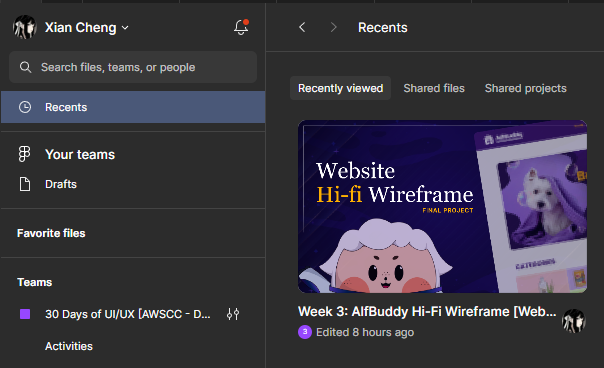 Xian Cheng
Search files, teams, or people
Recents
Your teams
Drafts
Favorite files
Teams
30 Days of UI/UX [AWSCC - D...
Activities
Recents
Recently viewed
Shared files
Shared projects
Website
Hi-fi Wireframe
FINAL PROJECT
AlfBuddy
CATEGORIES
Week 3: AlfBuddy Hi-Fi Wireframe [Web...
3
Edited 8 hours ago